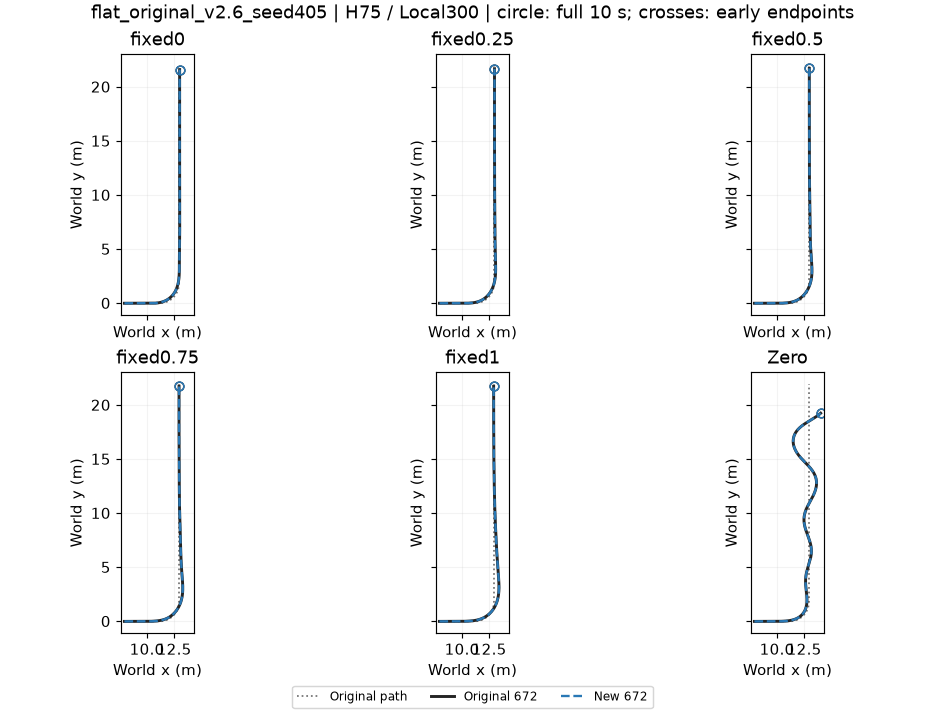 flat_original_v2.6_seed405 | H75 / Local300 | circle: full 10 s; crosses: early endpoints
fixed0
fixed0.25
fixed0.5
20
15
10
5
0
World y (m)
World y (m)
World y (m)
World x (m)
World x (m)
World x (m)
fixed0.75
fixed1
Zero
20
15
10
5
0
World y (m)
World y (m)
World y (m)
10.0 12.5
10.0 12.5
10.0 12.5
World x (m)
World x (m)
World x (m)
Original path
Original 672
New 672